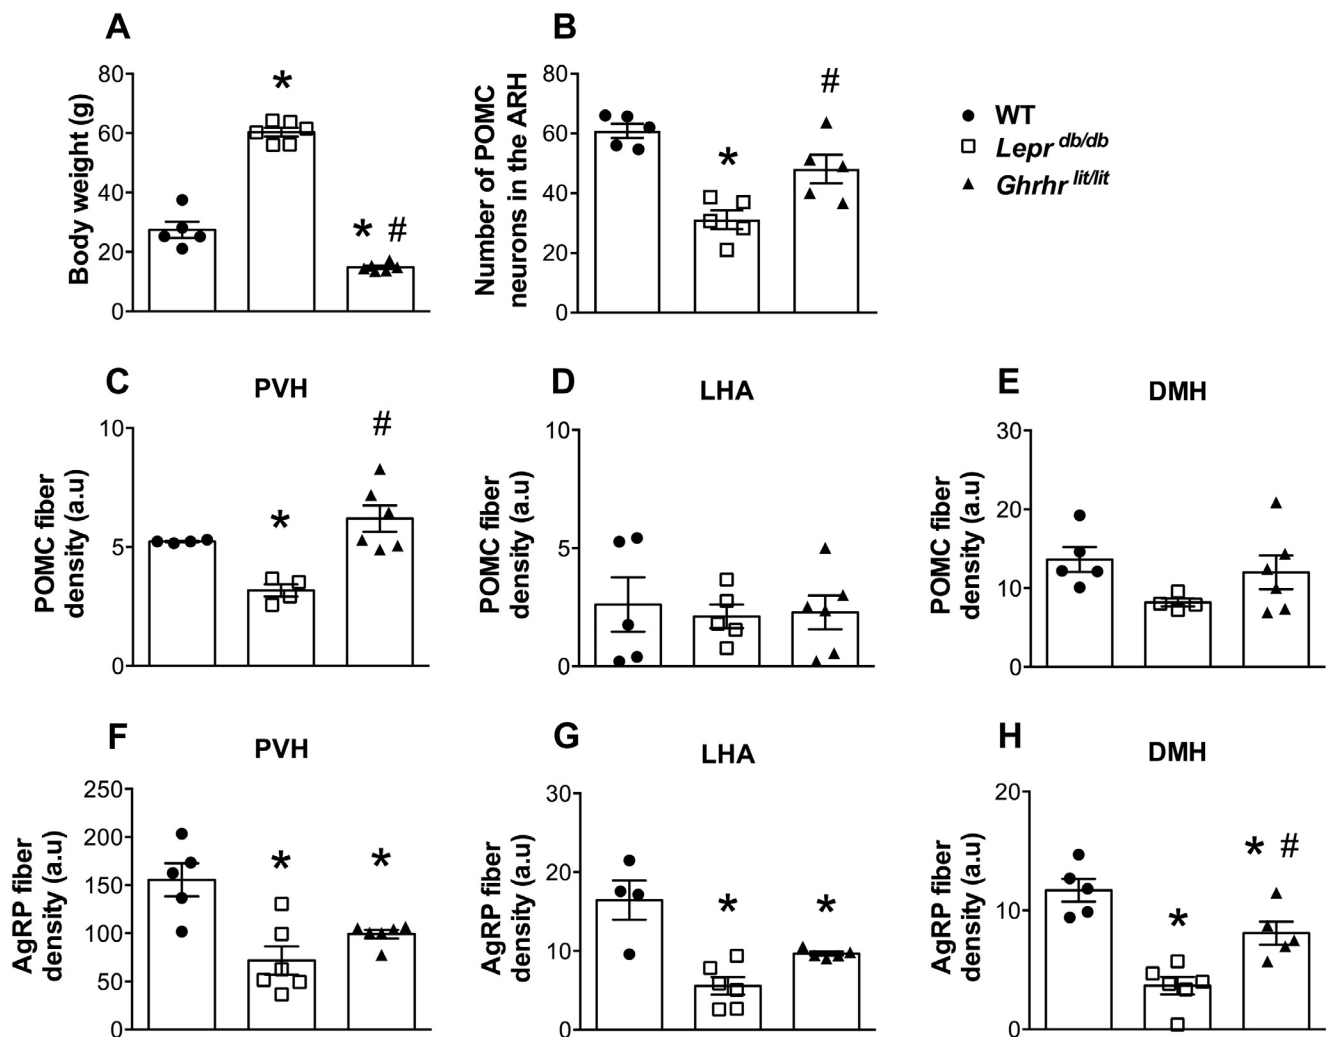 A
Body weight (g)
80
60
40
20
0
*
* #
B
Number of POMC
neurons in the ARH
80
60
40
20
0
*
#
WT
Lepr db/db
Ghrhr lit/lit
C
PVH
POMC fiber
density (a.u)
10
5
0
*
#
D
LHA
POMC fiber
density (a.u)
10
5
0
E
DMH
POMC fiber
density (a.u)
30
20
10
0
F
PVH
AgRP fiber
density (a.u)
250
200
150
100
50
0
*
*
G
LHA
AgRP fiber
density (a.u)
30
20
10
0
*
*
H
DMH
AgRP fiber
density (a.u)
20
10
0
*
* #